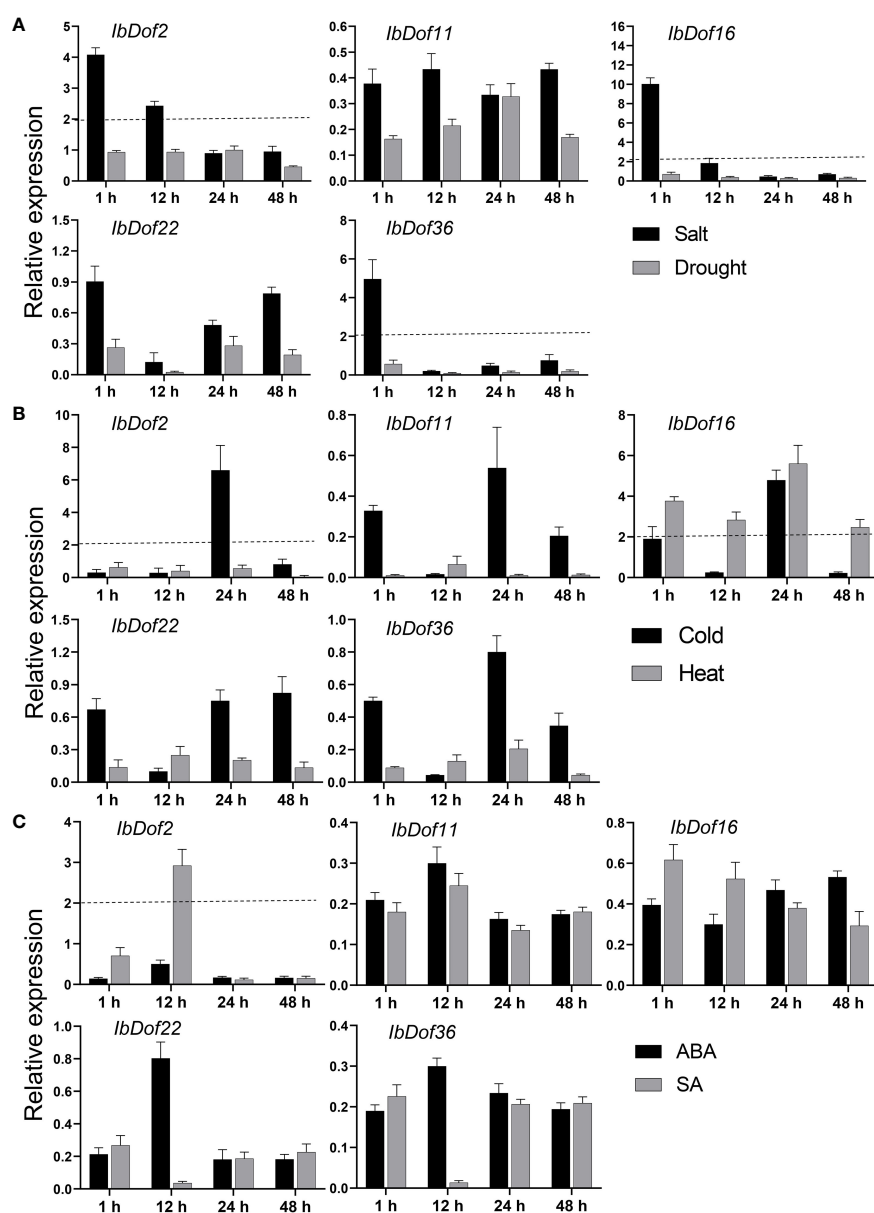 A
IbDof2
IbDof11
IbDof16
5
4
3
2
1
0
1 h 12 h 24 h 48 h
0.6
0.5
0.4
0.3
0.2
0.1
0.0
1 h 12 h 24 h 48 h
16
14
12
10
8
6
4
2
0
1 h 12 h 24 h 48 h
Relative expression
IbDof22
IbDof36
1.5
1.2
0.9
0.6
0.3
0.0
1 h 12 h 24 h 48 h
8
6
4
2
0
1 h 12 h 24 h 48 h
Salt
Drought
B
IbDof2
IbDof11
IbDof16
10
8
6
4
2
0
1 h 12 h 24 h 48 h
0.8
0.6
0.4
0.2
0.0
1 h 12 h 24 h 48 h
8
6
4
2
0
1 h 12 h 24 h 48 h
Relative expression
IbDof22
IbDof36
1.5
1.2
0.9
0.6
0.3
0.0
1 h 12 h 24 h 48 h
1.0
0.8
0.6
0.4
0.2
0.0
1 h 12 h 24 h 48 h
Cold
Heat
C
IbDof2
IbDof11
IbDof16
4
3
2
1
0
1 h 12 h 24 h 48 h
0.4
0.3
0.2
0.1
0.0
1 h 12 h 24 h 48 h
0.8
0.6
0.4
0.2
0.0
1 h 12 h 24 h 48 h
Relative expression
IbDof22
IbDof36
1.0
0.8
0.6
0.4
0.2
0.0
1 h 12 h 24 h 48 h
0.4
0.3
0.2
0.1
0.0
1 h 12 h 24 h 48 h
ABA
SA